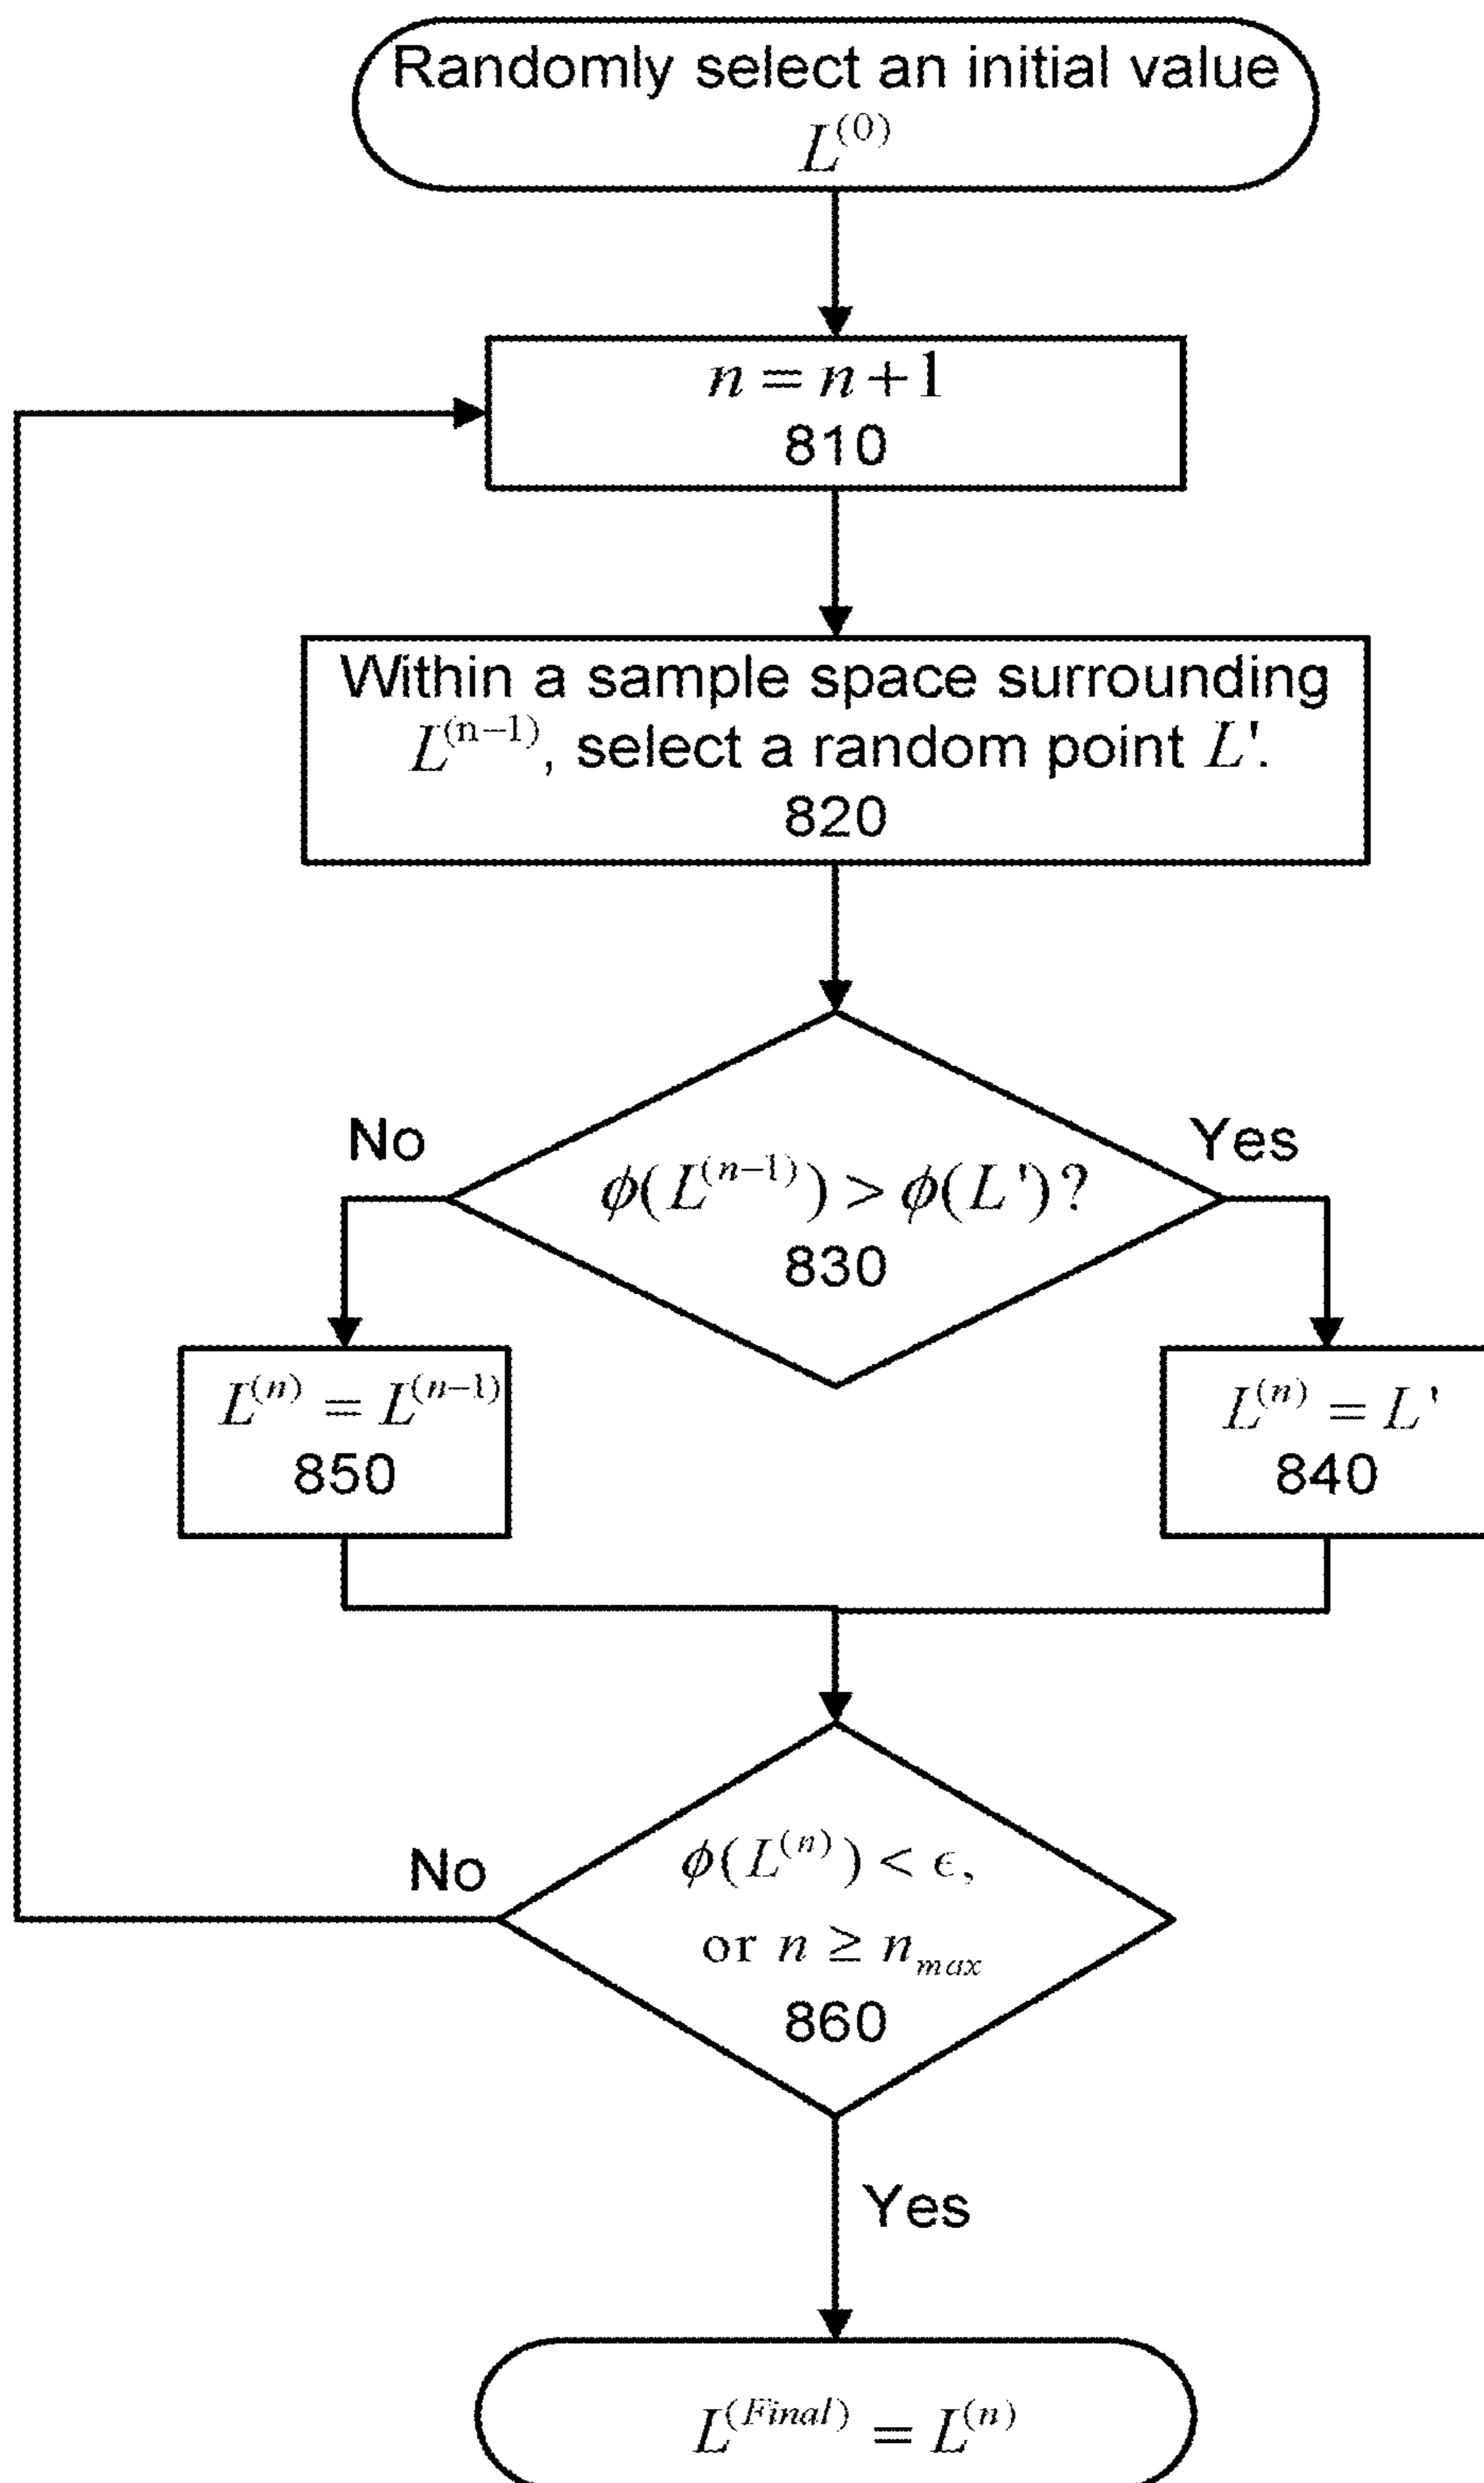 Randomly select an initial value
L^(0)
n = n + 1
810
Within a sample space surrounding
L^(n−1), select a random point L'.
820
No
Yes
ϕ(L^(n−1)) > ϕ(L')?
830
L^(n) = L^(n−1)
850
L^(n) = L'
840
No
ϕ(L^(n)) < ϵ,
or n ≥ n_max
860
Yes
L^(Final) = L^(n)